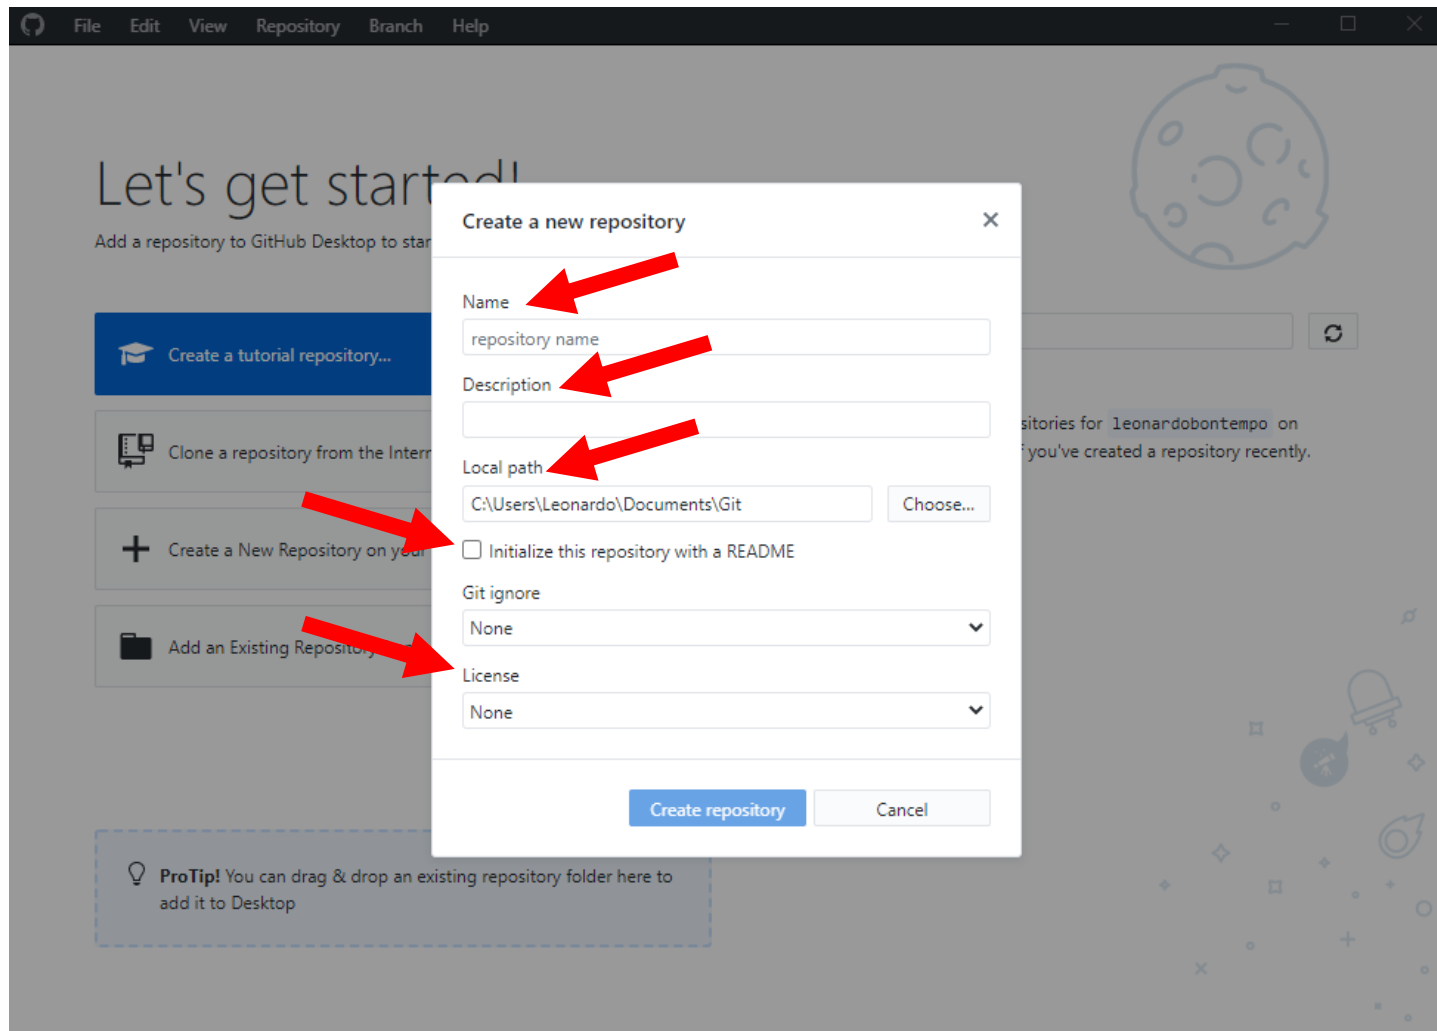 File Edit View Repository Branch Help
Let's get started!
Add a repository to GitHub Desktop to star
Create a tutorial repository...
Clone a repository from the Intern
Create a New Repository on your
Add an Existing Repository
ProTip! You can drag & drop an existing repository folder here to
add it to Desktop
Create a new repository
Name
repository name
Description
Local path
C:\Users\Leonardo\Documents\Git
Choose...
Initialize this repository with a README
Git ignore
None
License
None
Create repository
Cancel
sitories for leonardobontempo on
you've created a repository recently.